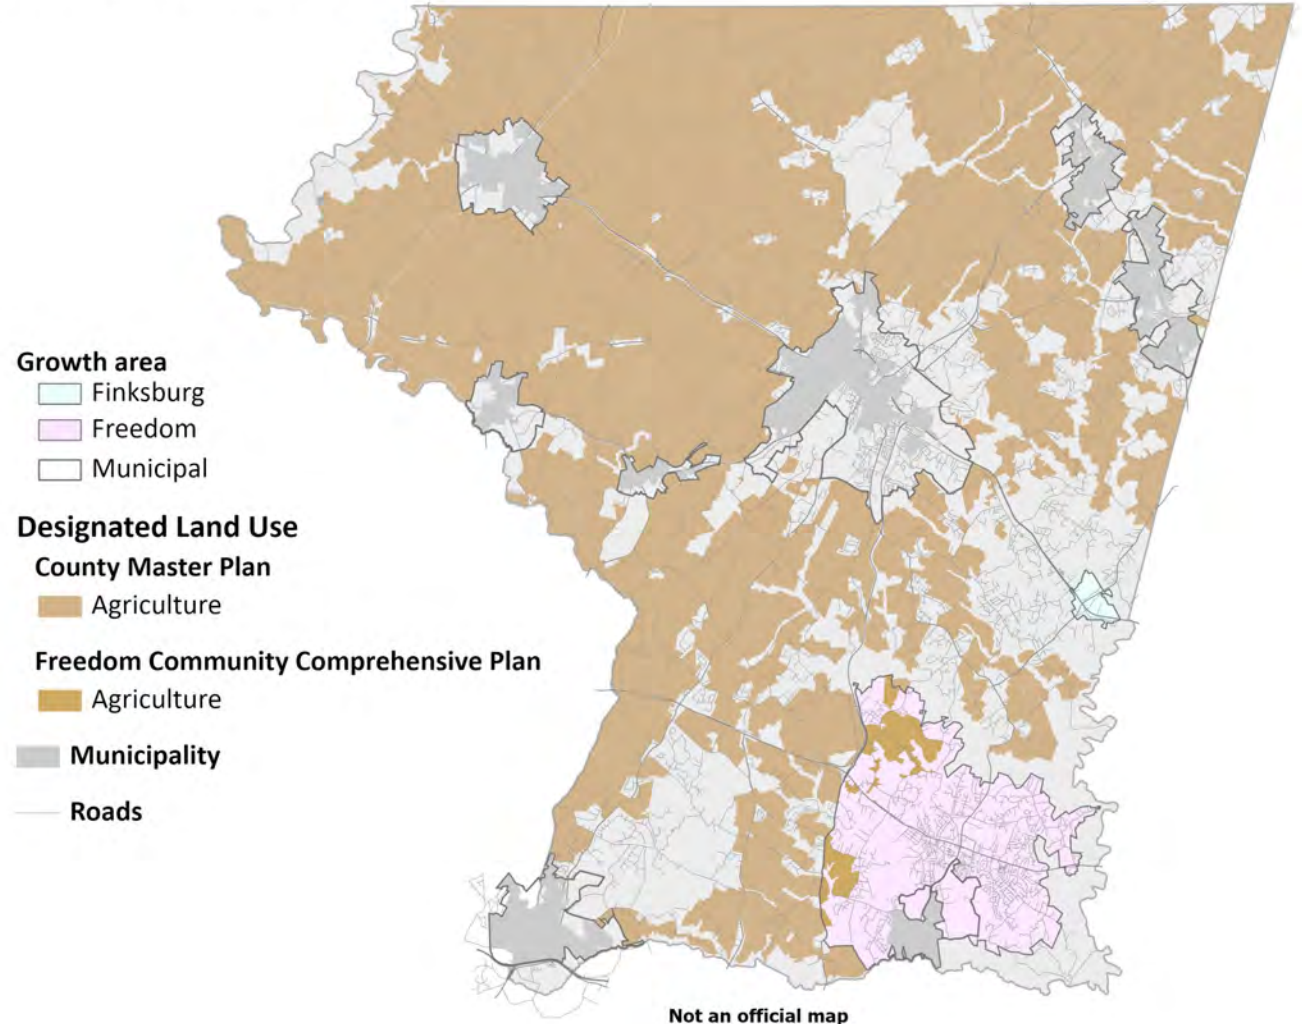 Growth area
Finksburg
Freedom
Municipal
Designated Land Use
County Master Plan
Agriculture
Freedom Community Comprehensive Plan
Agriculture
Municipality
Roads
Not an official map